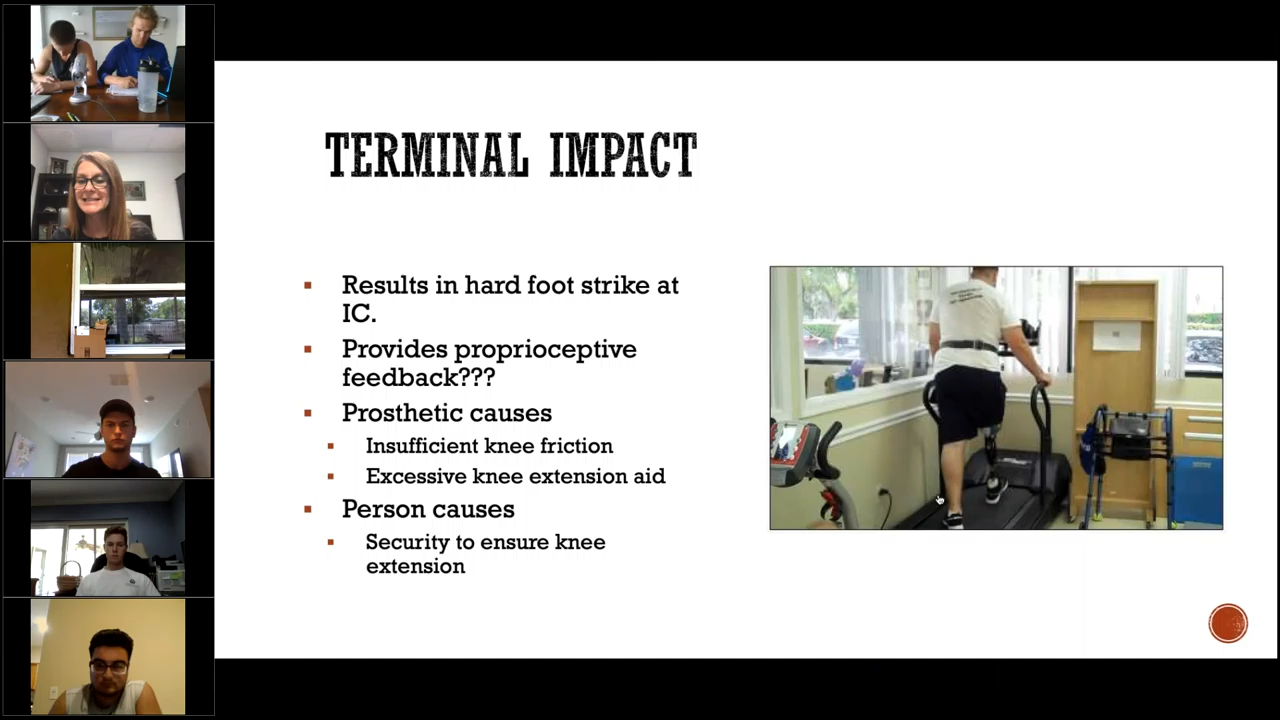 TERMINAL IMPACT
Results in hard foot strike at
IC.
Provides proprioceptive
feedback???
Prosthetic causes
Insufficient knee friction
Excessive knee extension aid
Person causes
Security to ensure knee
extension